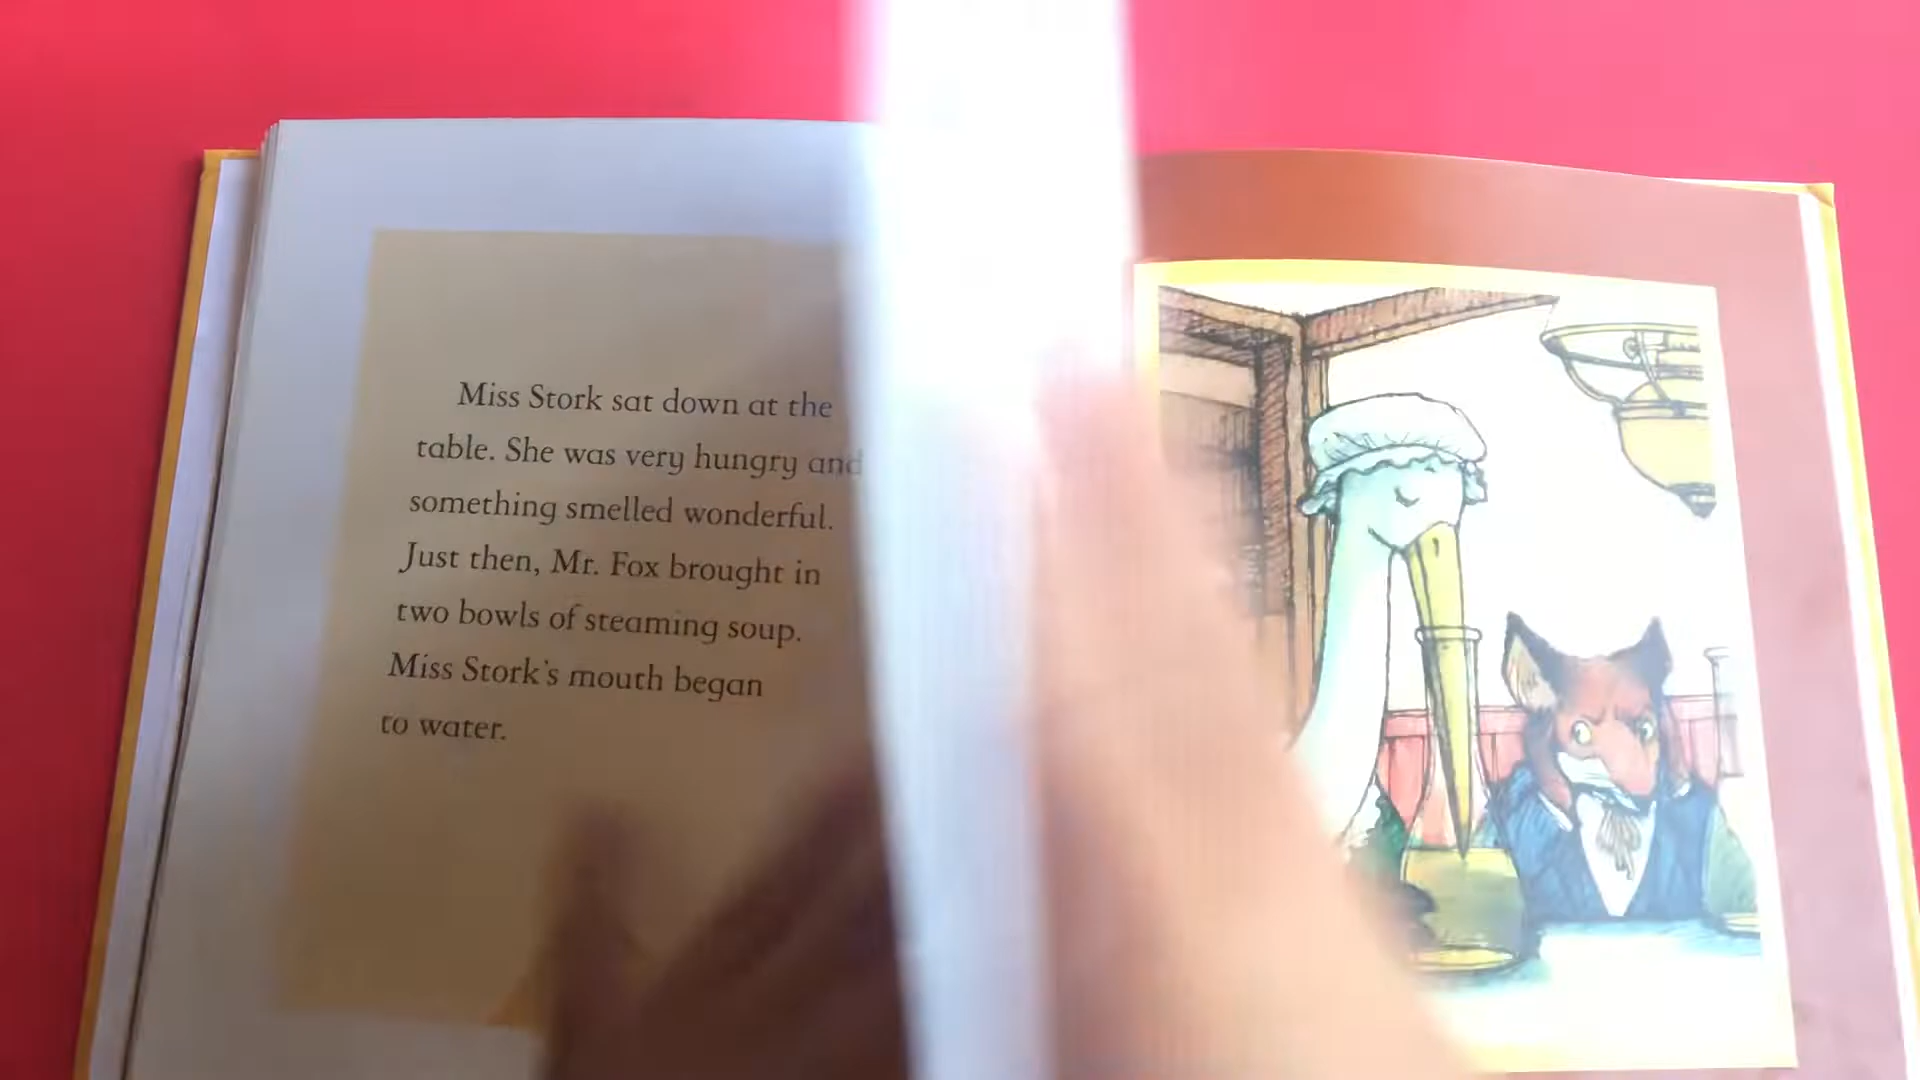 Miss Stork sat down at the
table. She was very hungry and
something smelled wonderful.
Just then, Mr. Fox brought in
two bowls of steaming soup.
Miss Stork's mouth began
to water.